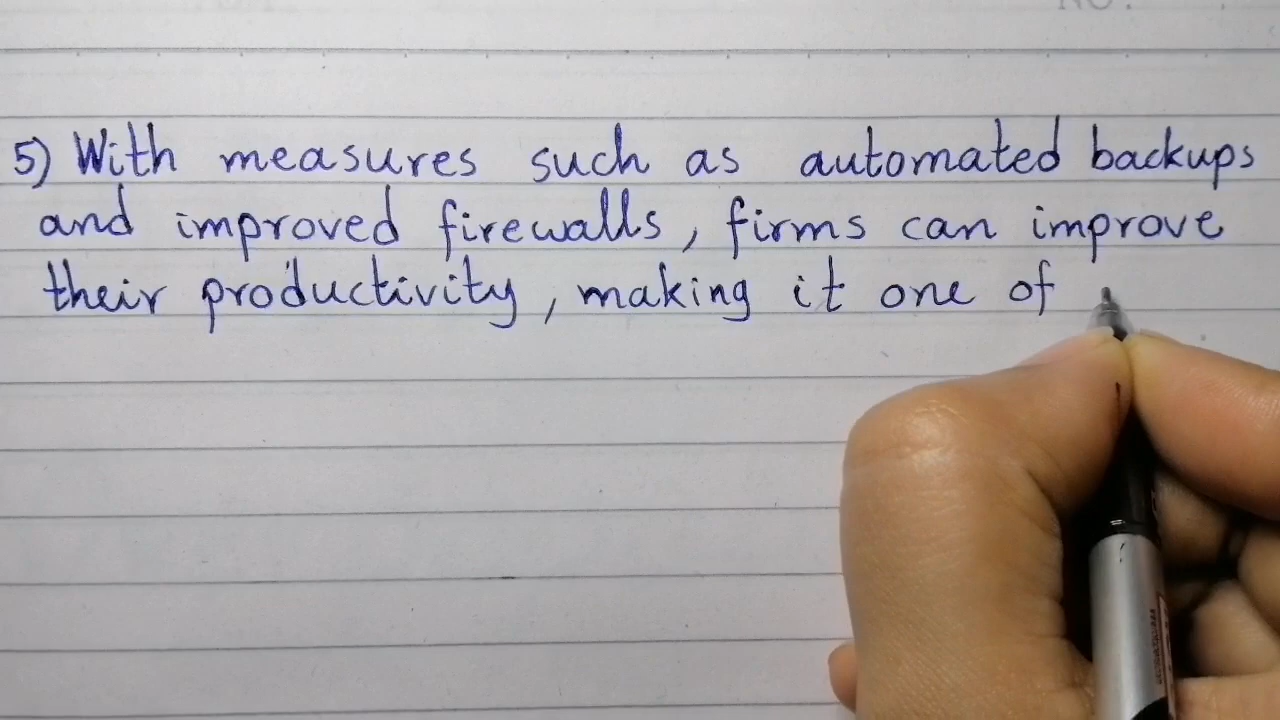 5) With measures such as automated backups
and improved firewalls, firms can improve
their productivity, making it one of